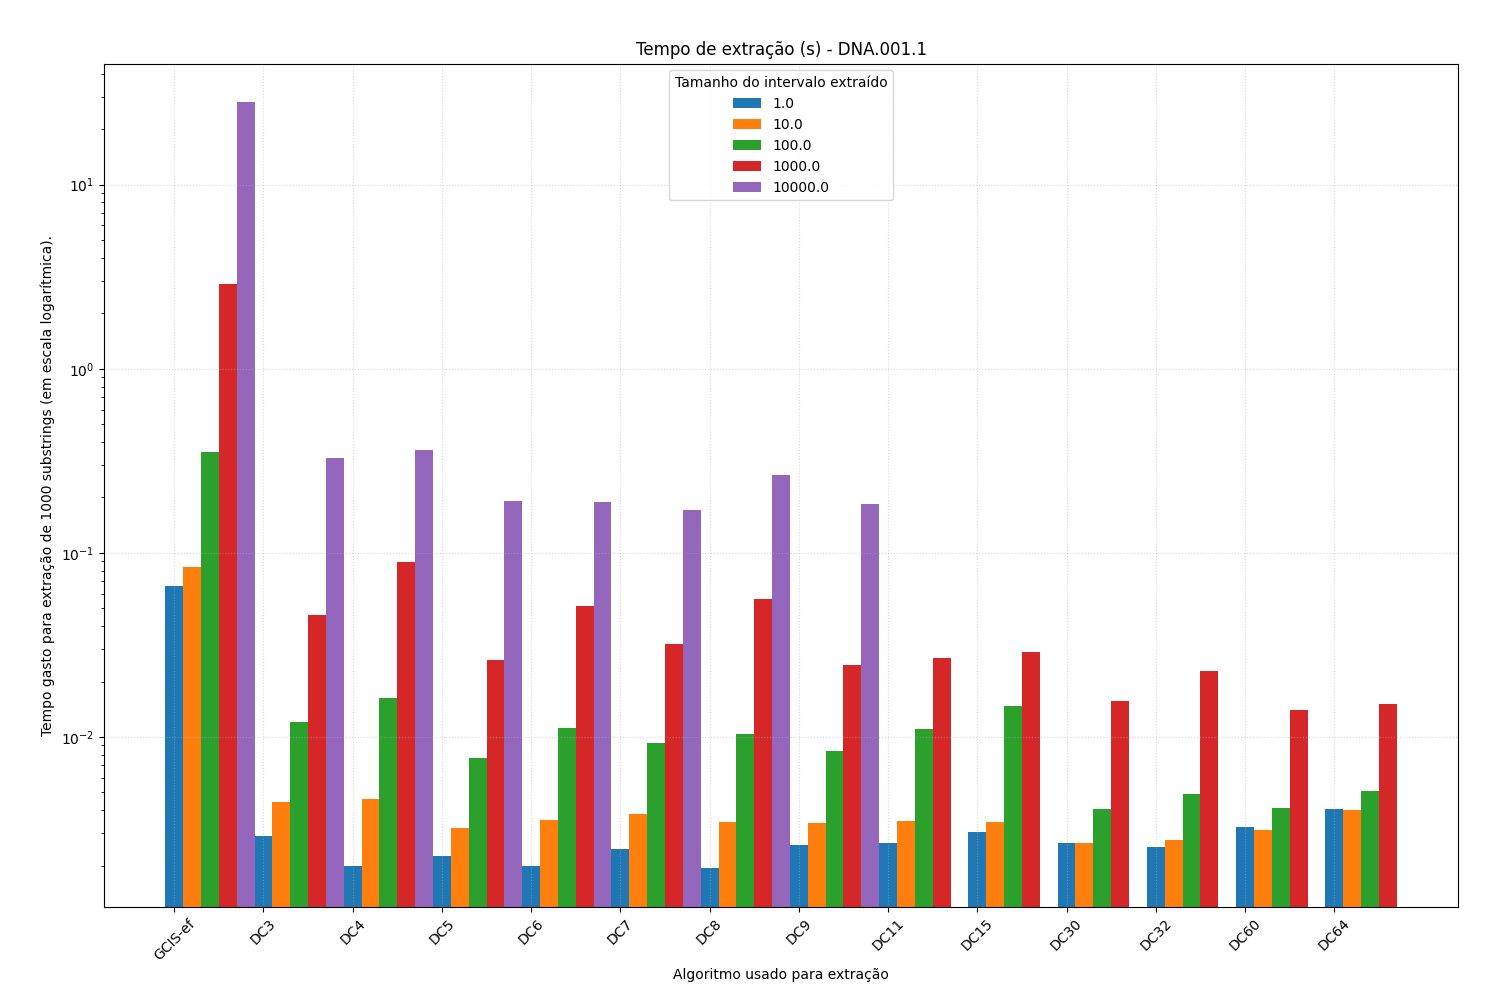 Tempo de extração (s) - DNA.001.1
Tamanho do intervalo extraído
1.0
10.0
100.0
1000.0
10000.0
Tempo gasto para extração de 1000 substrings (em escala logarítmica).
10¹
10⁰
10⁻¹
10⁻²
GCIS-ef
DC3
DC4
DC5
DC6
DC7
DC8
DC9
DC11
DC15
DC30
DC32
DC60
DC64
Algoritmo usado para extração